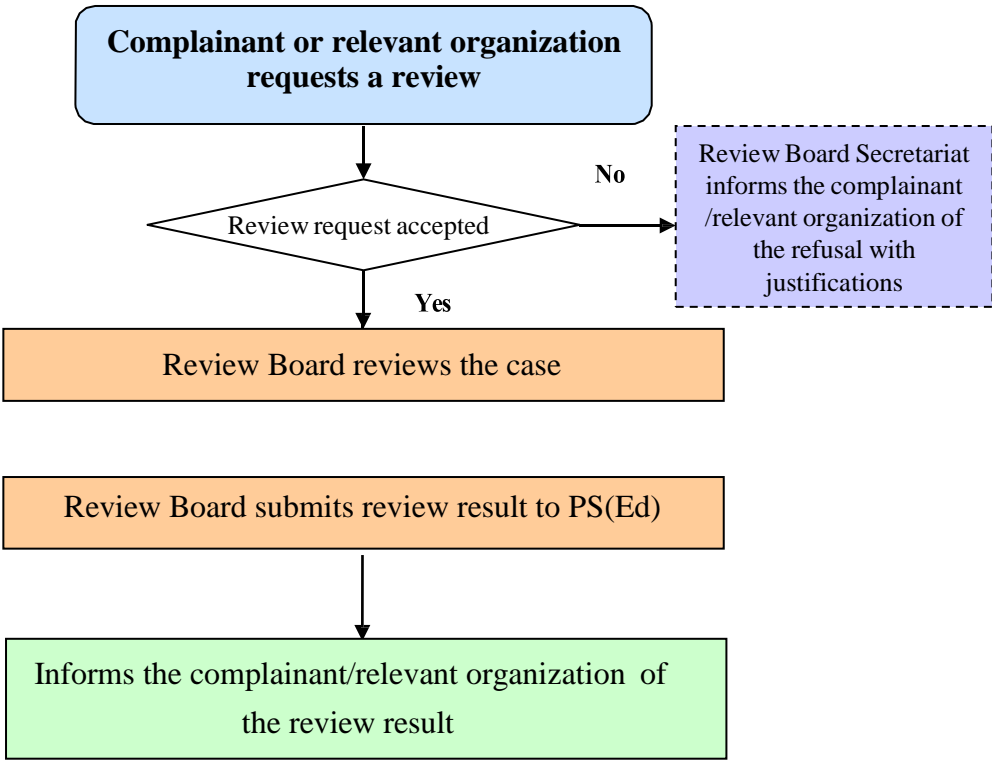 Complainant or relevant organization
requests a review
Review request accepted
No
Review Board Secretariat
informs the complainant
/relevant organization of
the refusal with
justifications
Yes
Review Board reviews the case
Review Board submits review result to PS(Ed)
Informs the complainant/relevant organization of
the review result